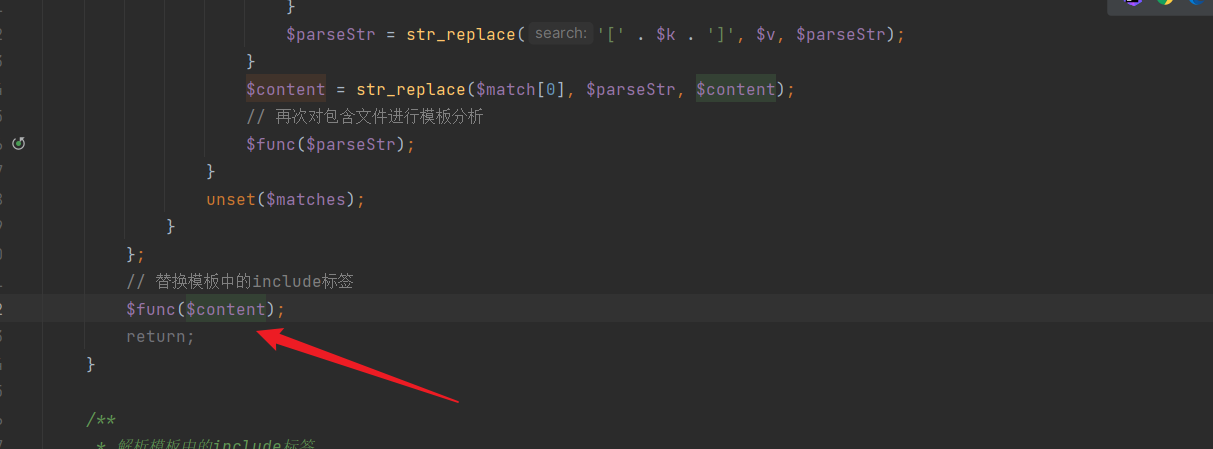 }
$parseStr = str_replace( search: '[' . $k . ']', $v, $parseStr);
}
$content = str_replace($match[0], $parseStr, $content);
// 再次对包含文件进行模板分析
$func($parseStr);
}
unset($matches);
}
};
// 替换模板中的include标签
$func($content);
return;
}
/**
* 解析模板中的include标签